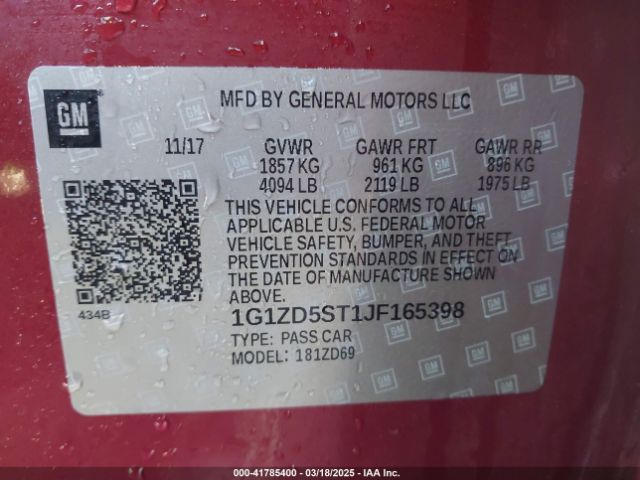 GM
MFD BY GENERAL MOTORS LLC
11/17 GVWR GAWR FRT GAWR RR
1857 KG 961 KG 896 KG
4094 LB 2119 LB 1975 LB
THIS VEHICLE CONFORMS TO ALL
APPLICABLE U.S. FEDERAL MOTOR
VEHICLE SAFETY, BUMPER, AND THEFT
PREVENTION STANDARDS IN EFFECT ON
THE DATE OF MANUFACTURE SHOWN ABOVE.
434B
1G1ZD5ST1JF165398
TYPE: PASS CAR
MODEL: 181ZD69
000-41785400 - 03/18/2025 - IAA Inc.